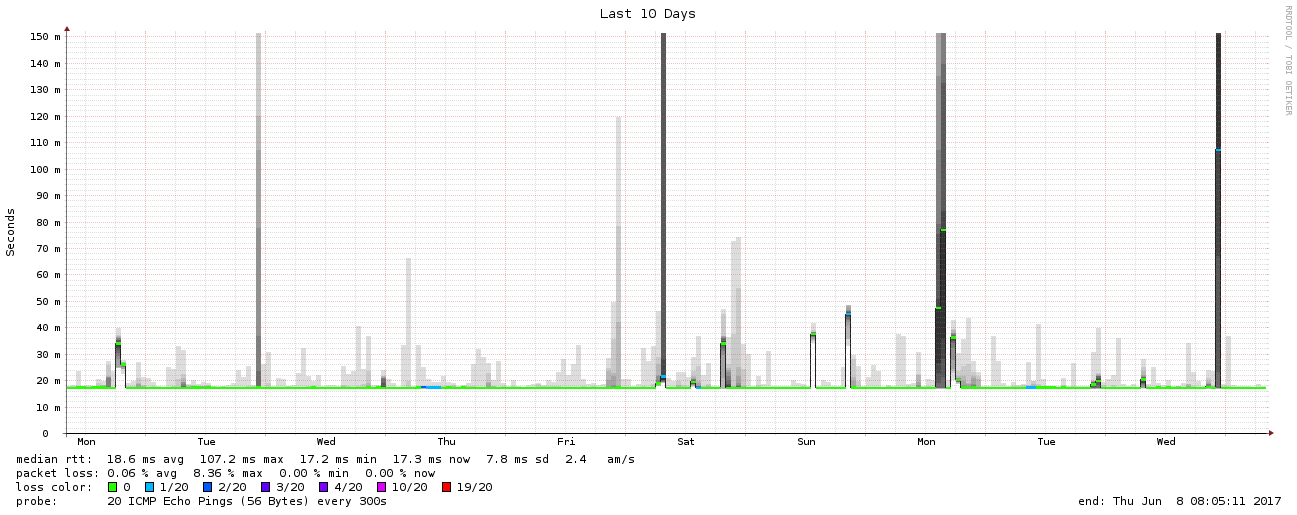 Last 10 Days
RRDTOOL / TOBI OETIKER
Seconds
150 m
140 m
130 m
120 m
110 m
100 m
90 m
80 m
70 m
60 m
50 m
40 m
30 m
20 m
10 m
0
Mon Tue Wed Thu Fri Sat Sun Mon Tue Wed
median rtt: 18.6 ms avg 107.2 ms max 17.2 ms min 17.3 ms now 7.8 ms sd 2.4 am/s
packet loss: 0.06 % avg 8.36 % max 0.00 % min 0.00 % now
loss color: 0 1/20 2/20 3/20 4/20 10/20 19/20
probe: 20 ICMP Echo Pings (56 Bytes) every 300s end: Thu Jun 8 08:05:11 2017